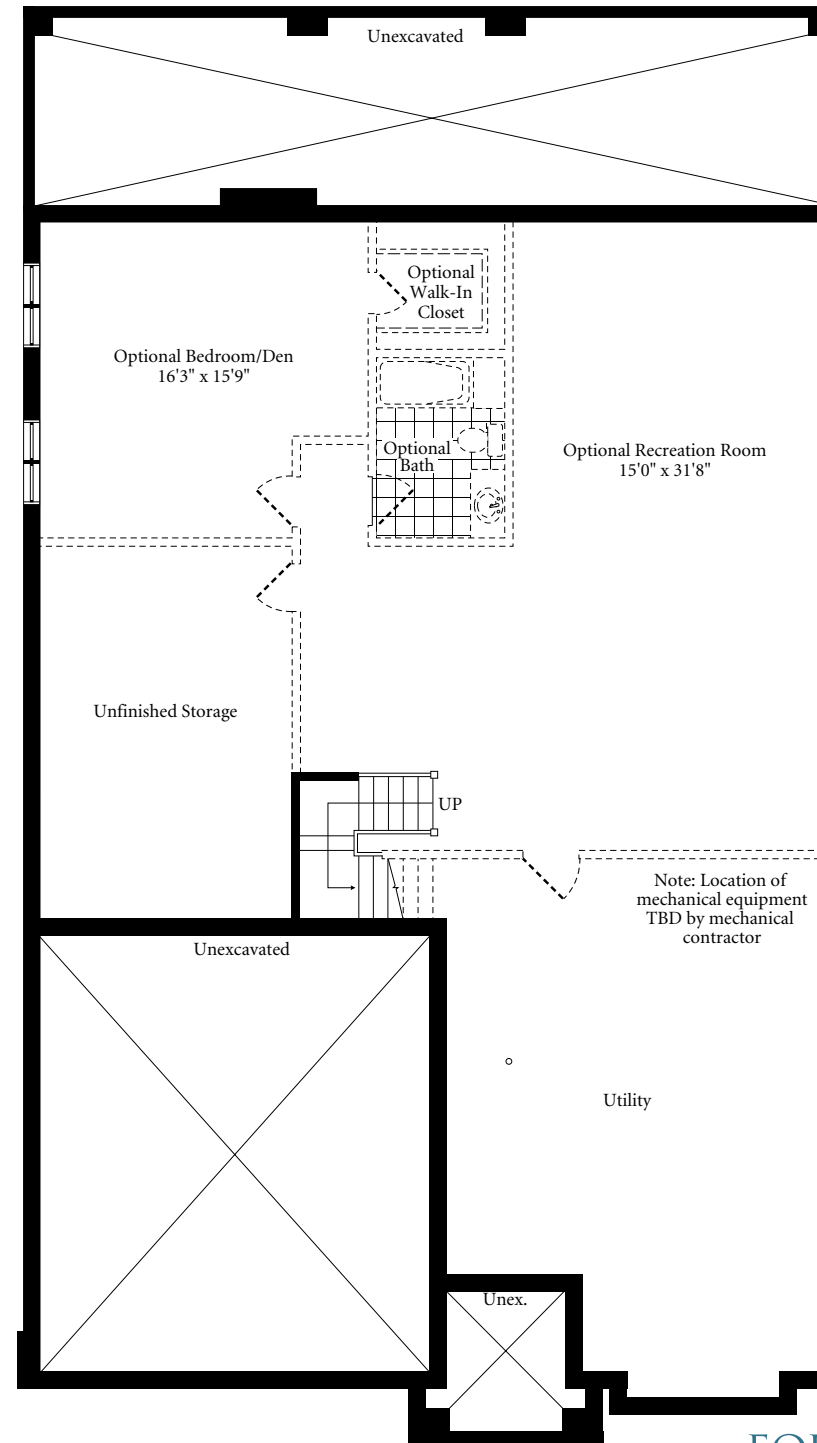 Unexcavated
Optional
Walk-In
Closet
Optional Bedroom/Den
16'3" x 15'9"
Optional
Bath
Optional Recreation Room
15'0" x 31'8"
Unfinished Storage
UP
Note: Location of
mechanical equipment
TBD by mechanical
contractor
Unexcavated
Utility
Unex.